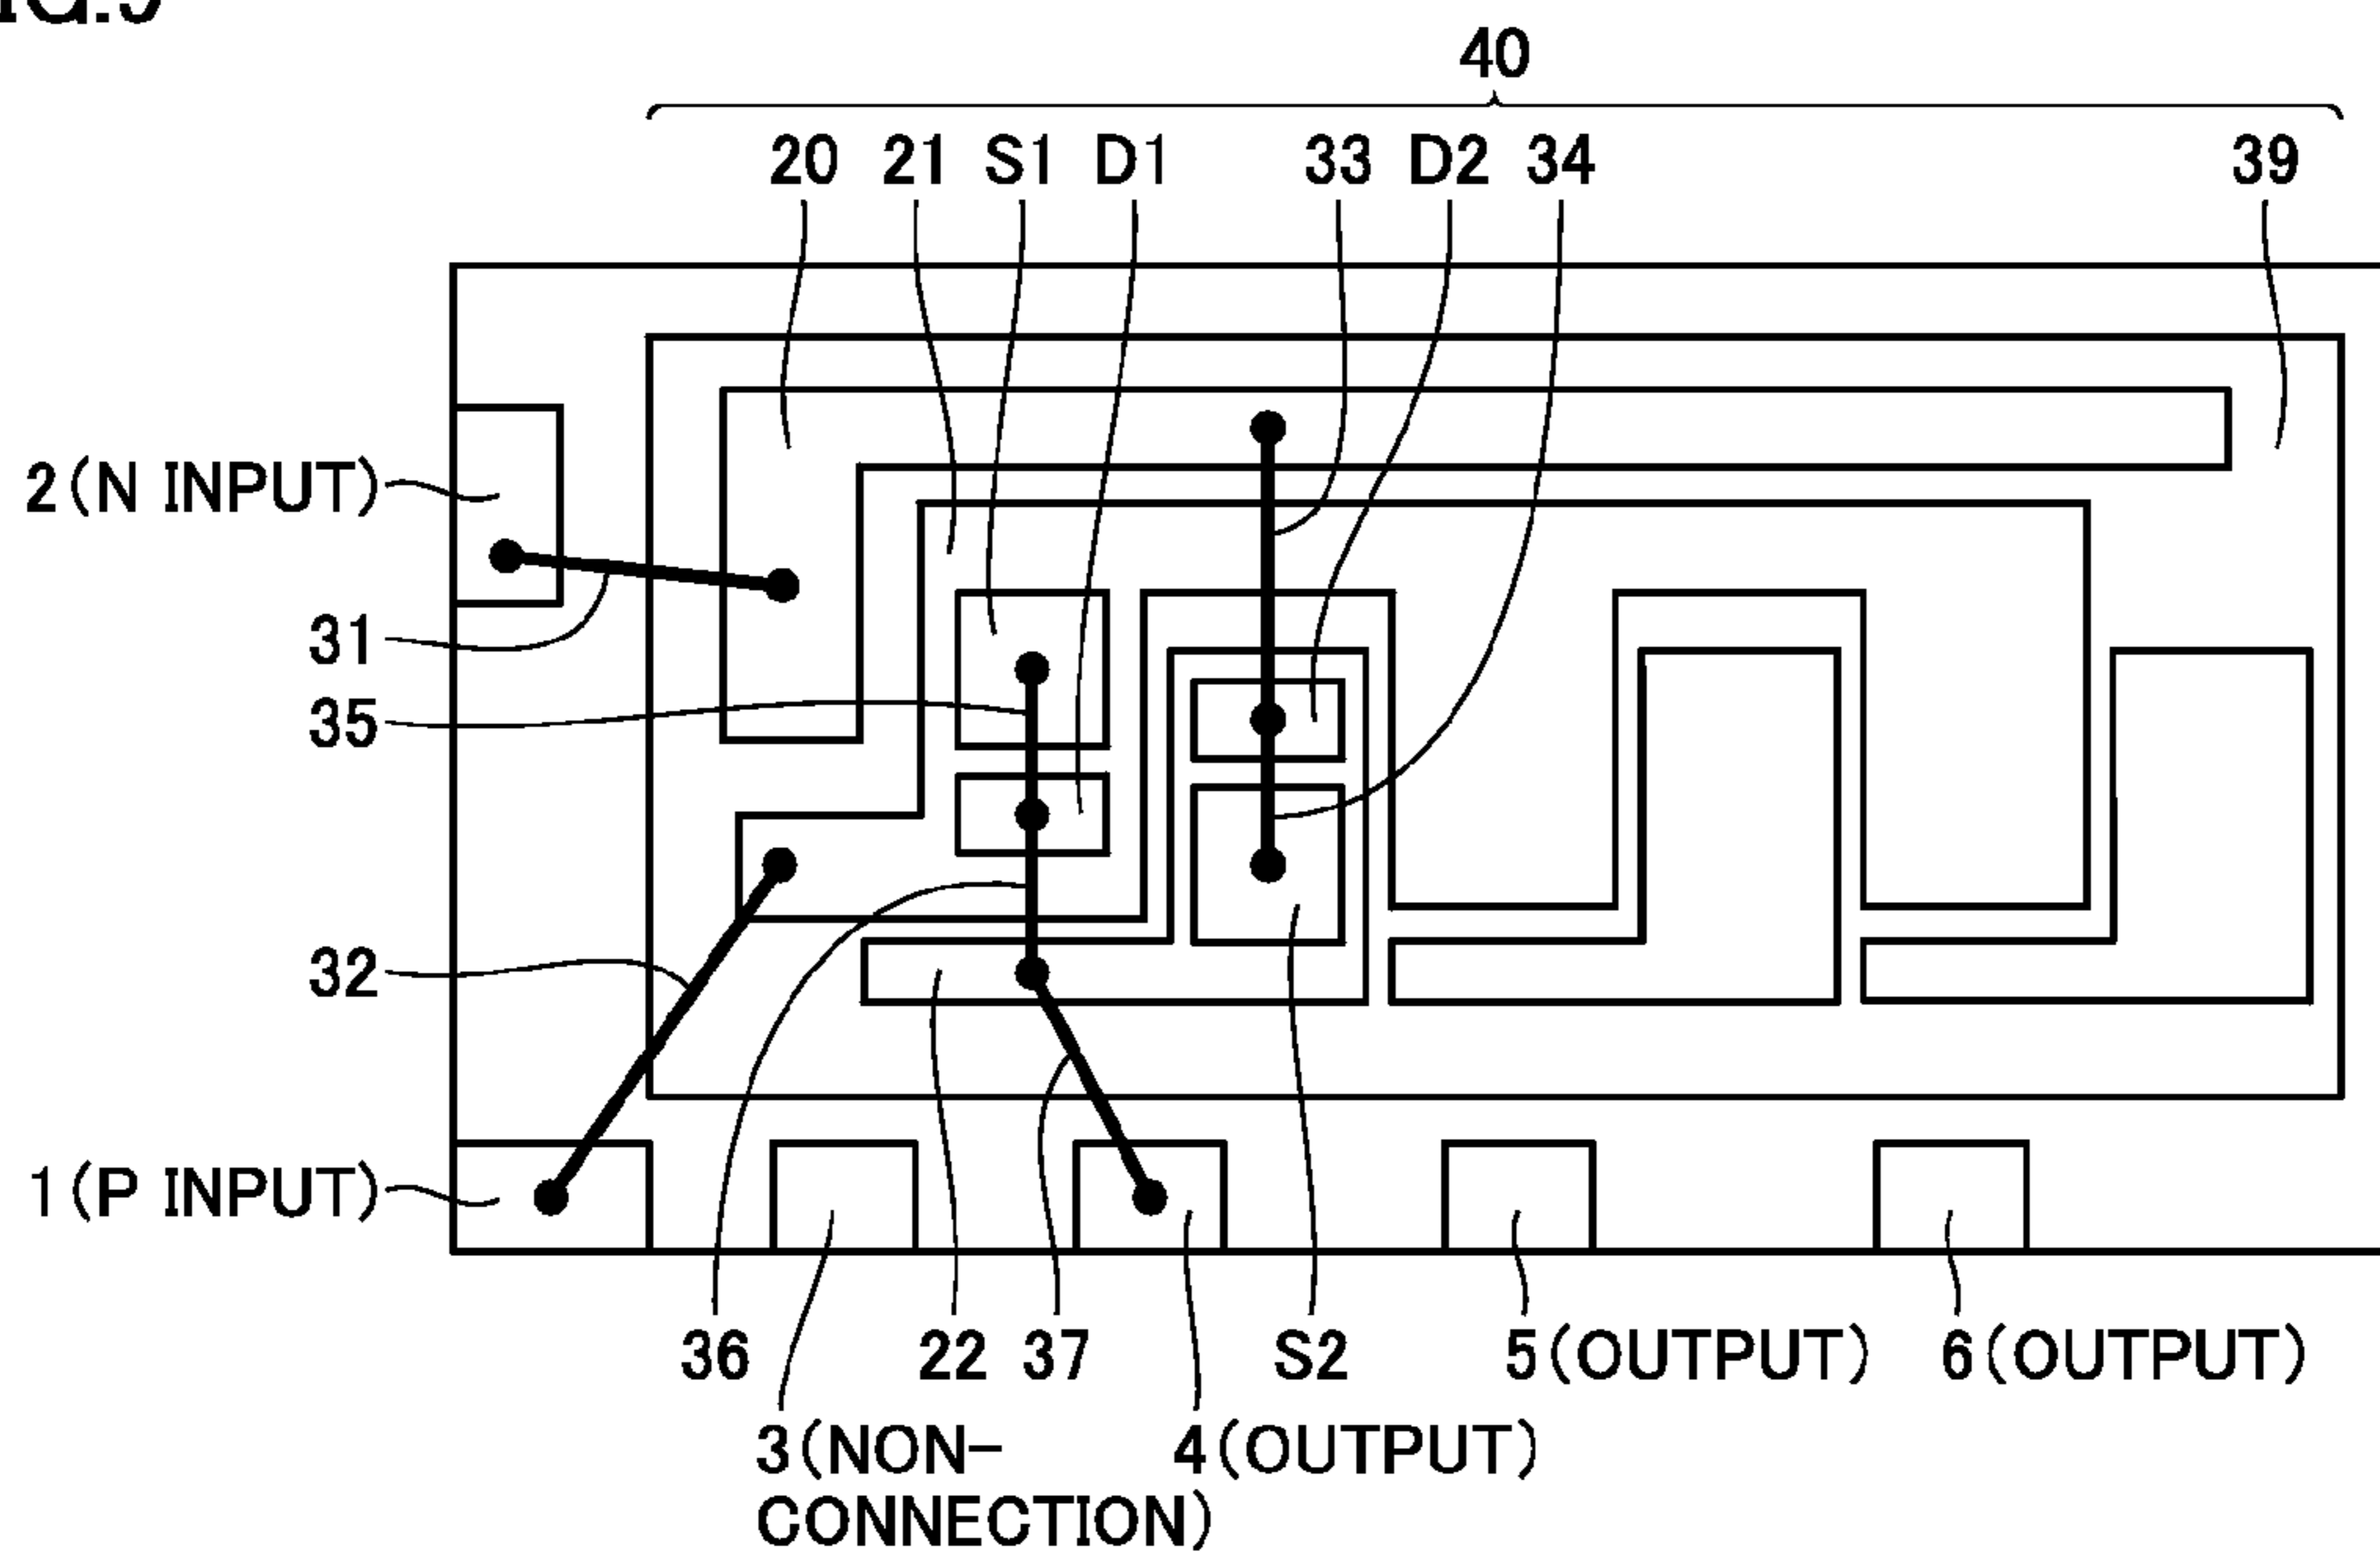 40
20 21 S1 D1 33 D2 34 39
2(N INPUT)
31
35
32
1(P INPUT)
36 22 37 S2 5(OUTPUT) 6(OUTPUT)
3(NON-
CONNECTION)
4(OUTPUT)